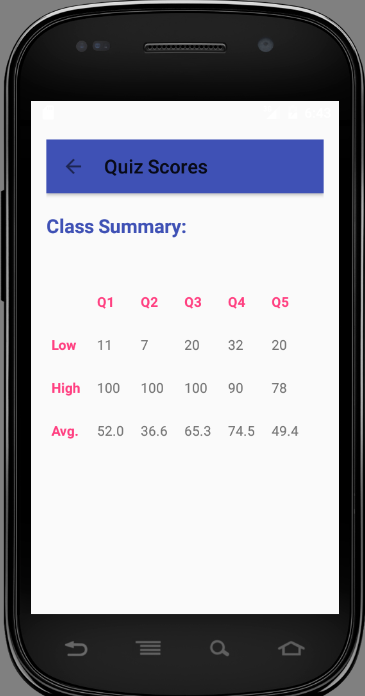 Quiz Scores
Class Summary:
Q1 Q2 Q3 Q4 Q5
Low 11 7 20 32 20
High 100 100 100 90 78
Avg. 52.0 36.6 65.3 74.5 49.4